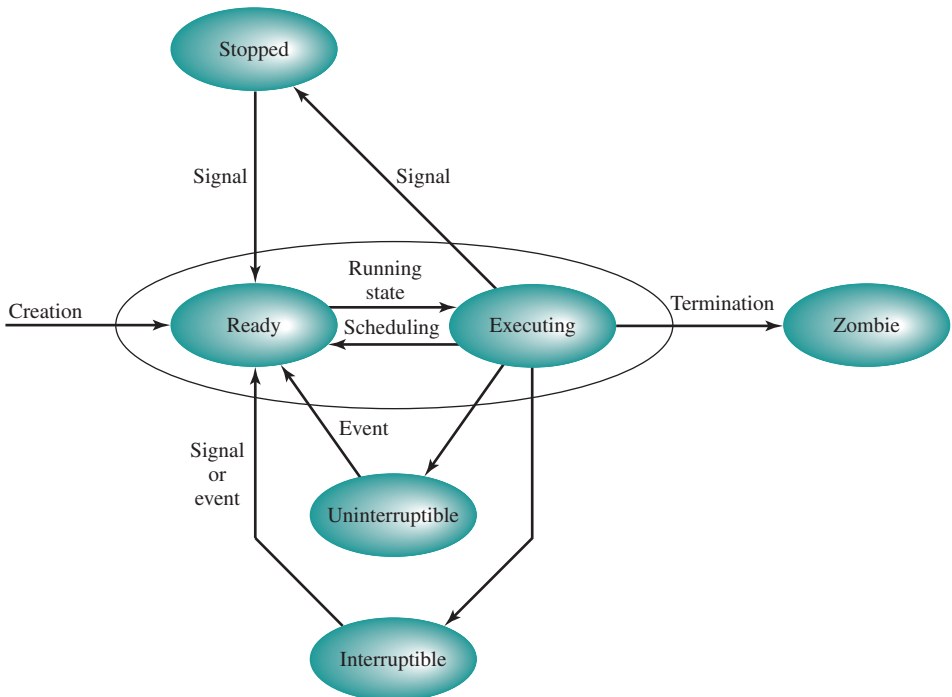 Stopped
Signal
Signal
Running
state
Creation
Ready
Scheduling
Executing
Termination
Zombie
Event
Signal
or
event
Uninterruptible
Interruptible